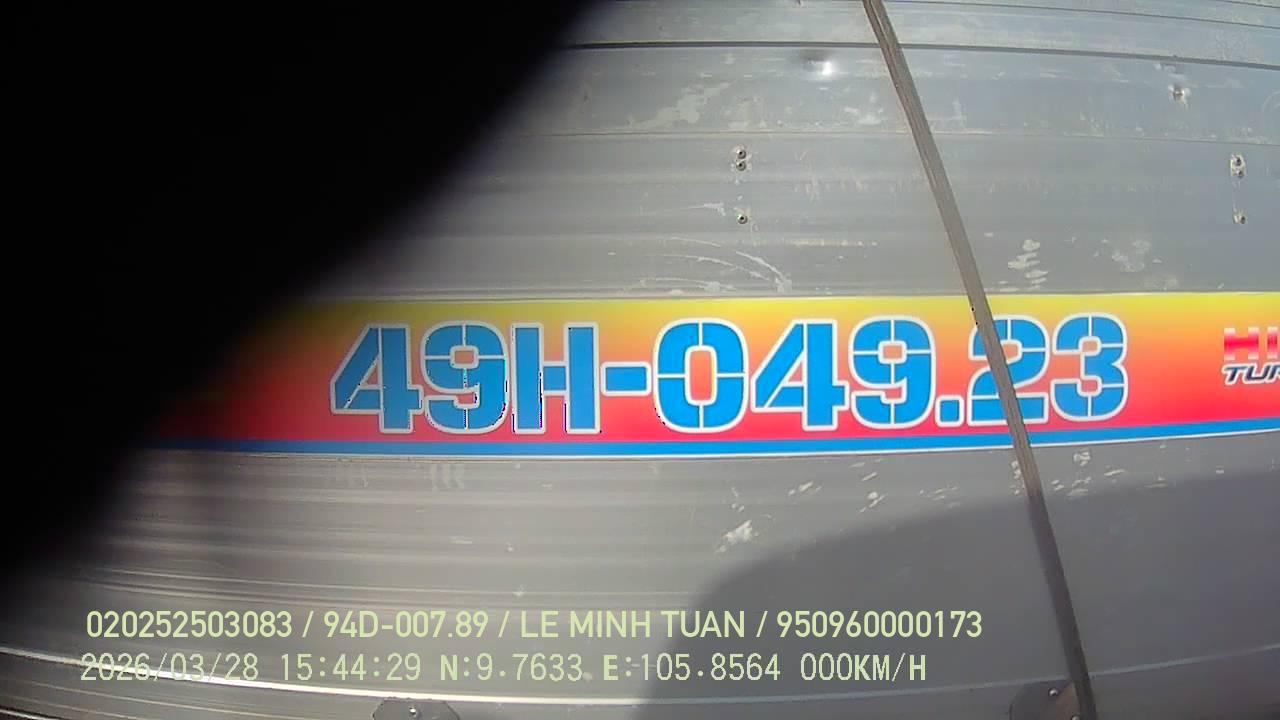 49H-049.23
020252503083 / 94D-007.89 / LE MINH TUAN / 950960000173
2026/03/28 15:44:29 N:9.7633 E:105.8564 000KM/H